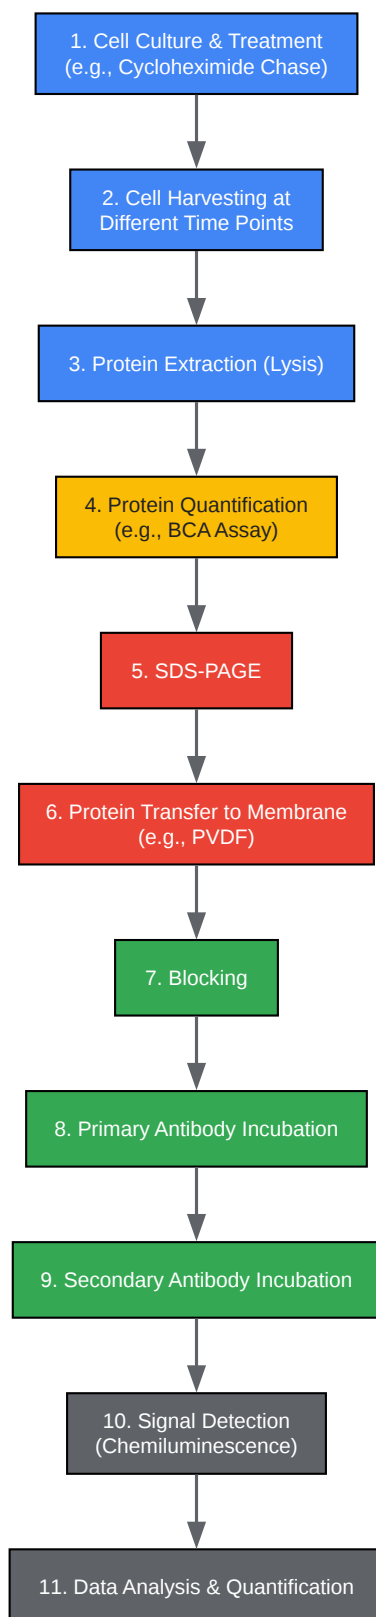 1. Cell Culture & Treatment
(e.g., Cycloheximide Chase)
2. Cell Harvesting at
Different Time Points
3. Protein Extraction (Lysis)
4. Protein Quantification
(e.g., BCA Assay)
5. SDS-PAGE
6. Protein Transfer to Membrane
(e.g., PVDF)
7. Blocking
8. Primary Antibody Incubation
9. Secondary Antibody Incubation
10. Signal Detection
(Chemiluminescence)
11. Data Analysis & Quantification